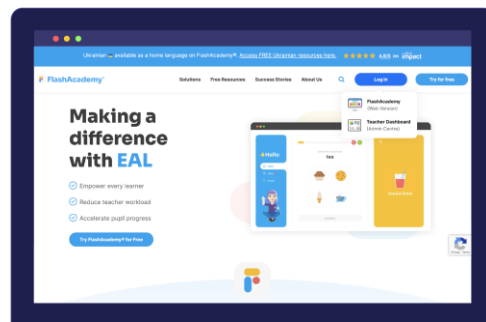 Ukrainian available as a home language on FlashAcademy®. Access FREE Ukrainian resources here. 4.8/5 on impact
FlashAcademy® Solutions Free Resources Success Stories About Us Log in Try for free
FlashAcademy
(Web Version)
Teacher Dashboard
(Admin Centre)
Making a
difference
with EAL
Empower every learner
Reduce teacher workload
Accelerate pupil progress
Try FlashAcademy® for Free
Hello
tea